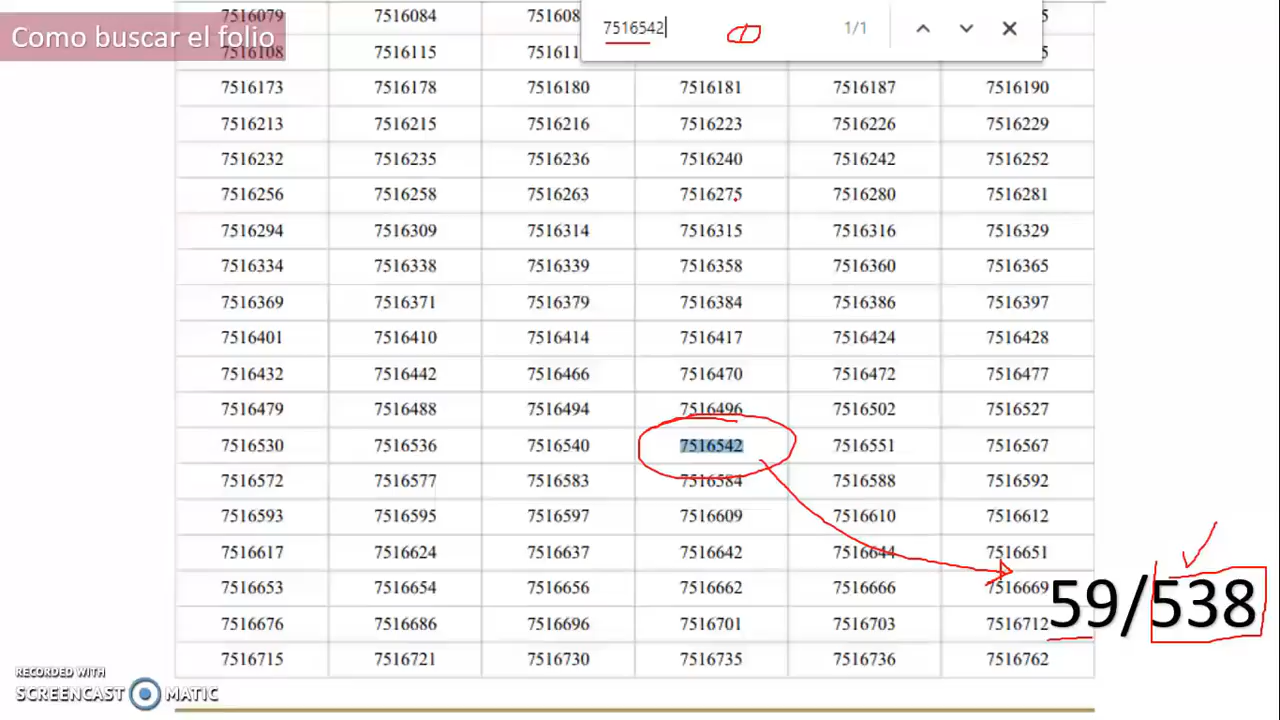 7516079 7516084 751608 5
7516542 1/1
Como buscar el folio
7516108 7516115 75161 5
7516173 7516178 7516180 7516181 7516187 7516190
7516213 7516215 7516216 7516223 7516226 7516229
7516232 7516235 7516236 7516240 7516242 7516252
7516256 7516258 7516263 7516275 7516280 7516281
7516294 7516309 7516314 7516315 7516316 7516329
7516334 7516338 7516339 7516358 7516360 7516365
7516369 7516371 7516379 7516384 7516386 7516397
7516401 7516410 7516414 7516417 7516424 7516428
7516432 7516442 7516466 7516470 7516472 7516477
7516479 7516488 7516494 7516496 7516502 7516527
7516530 7516536 7516540 7516542 7516551 7516567
7516572 7516577 7516583 7516584 7516588 7516592
7516593 7516595 7516597 7516609 7516610 7516612
7516617 7516624 7516637 7516642 7516644 7516651
7516653 7516654 7516656 7516662 7516666 7516669
59/538
7516676 7516686 7516696 7516701 7516703 7516712
7516715 7516721 7516730 7516735 7516736 7516762
RECORDED WITH
SCREENCAST MATIC